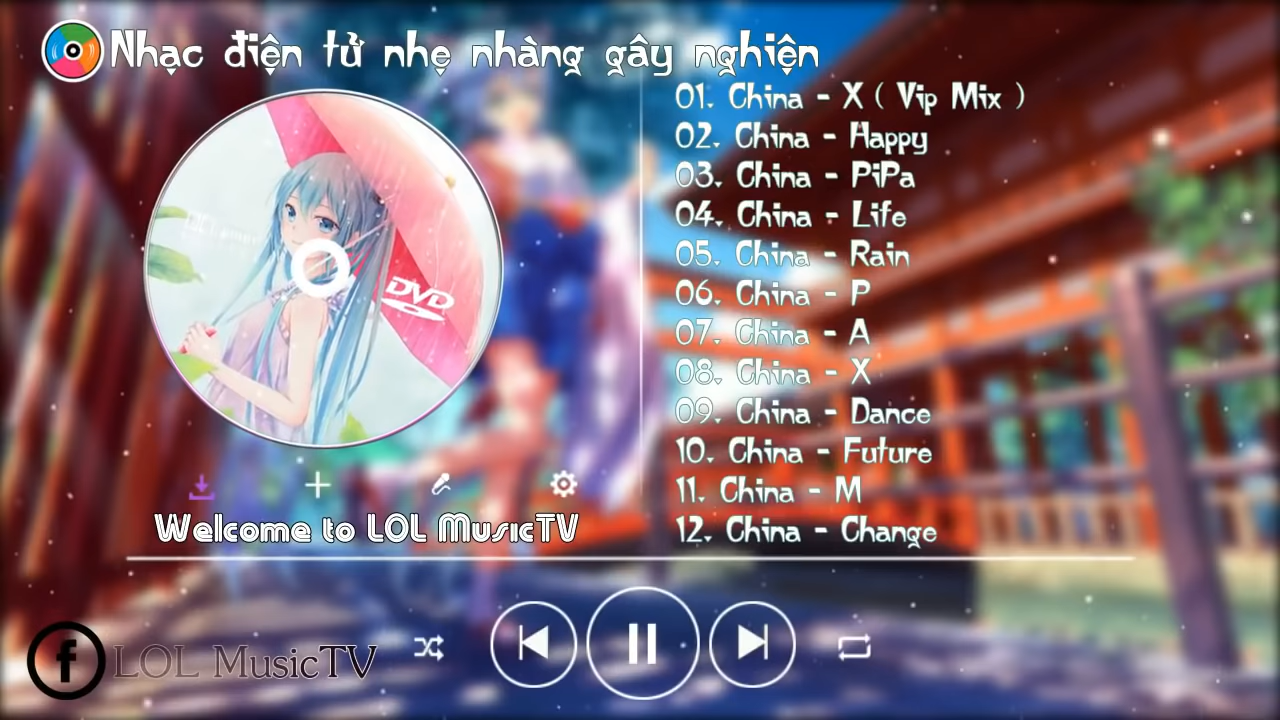 Nhạc điện tử nhẹ nhàng gây nghiện
01. China - X ( Vip Mix )
02. China - Happy
03. China - PiPa
04. China - Life
05. China - Rain
06. China - P
07. China - A
08. China - X
09. China - Dance
10. China - Future
11. China - M
12. China - Change
DVD
Welcome to LOL MusicTV
f LOL MusicTV